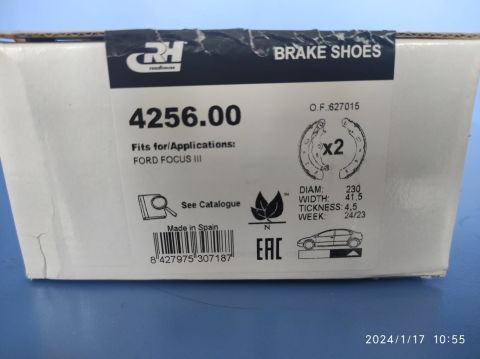 RH
BRAKE SHOES
4256.00
O.F.:627015
Fits for/Applications:
FORD FOCUS III
x2
See Catalogue
™
N
DIAM: 230
WIDTH: 41,5
TICKNESS: 4,5
WEEK: 24/23
Made in Spain
8 427975 307187
EAC
2024/1/17 10:55